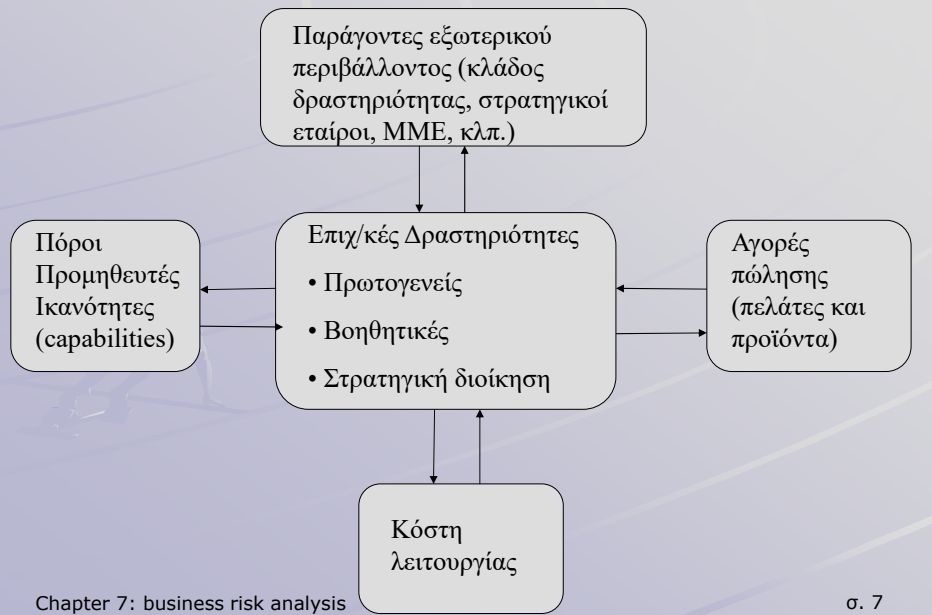 Παράγοντες εξωτερικού
περιβάλλοντος (κλάδος
δραστηριότητας, στρατηγικοί
εταίροι, ΜΜΕ, κλπ.)
Πόροι
Προμηθευτές
Ικανότητες
(capabilities)
Επιχ/κές Δραστηριότητες
• Πρωτογενείς
• Βοηθητικές
• Στρατηγική διοίκηση
Αγορές
πώλησης
(πελάτες και
προϊόντα)
Κόστη
λειτουργίας
Chapter 7: business risk analysis
σ. 7